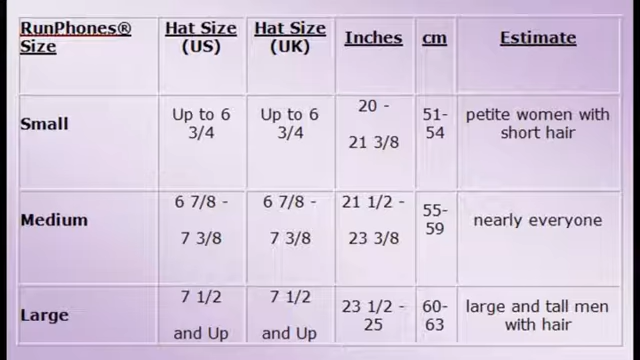 RunPhones® Size
Hat Size (US)
Hat Size (UK)
Inches
cm
Estimate
Small
Up to 6 3/4
Up to 6 3/4
20 - 21 3/8
51-54
petite women with short hair
Medium
6 7/8 - 7 3/8
6 7/8 - 7 3/8
21 1/2 - 23 3/8
55-59
nearly everyone
Large
7 1/2 and Up
7 1/2 and Up
23 1/2 - 25
60-63
large and tall men with hair